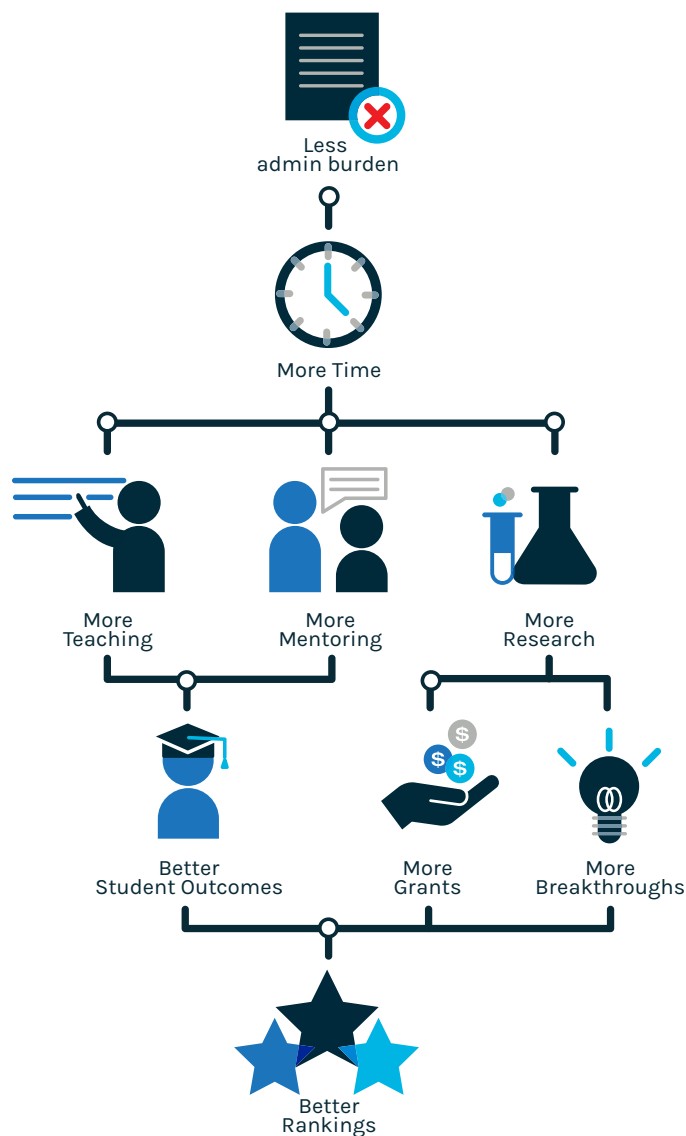 Less
admin burden
More Time
More
Teaching
More
Mentoring
More
Research
$
$
$
Better
Student Outcomes
More
Grants
More
Breakthroughs
Better
Rankings